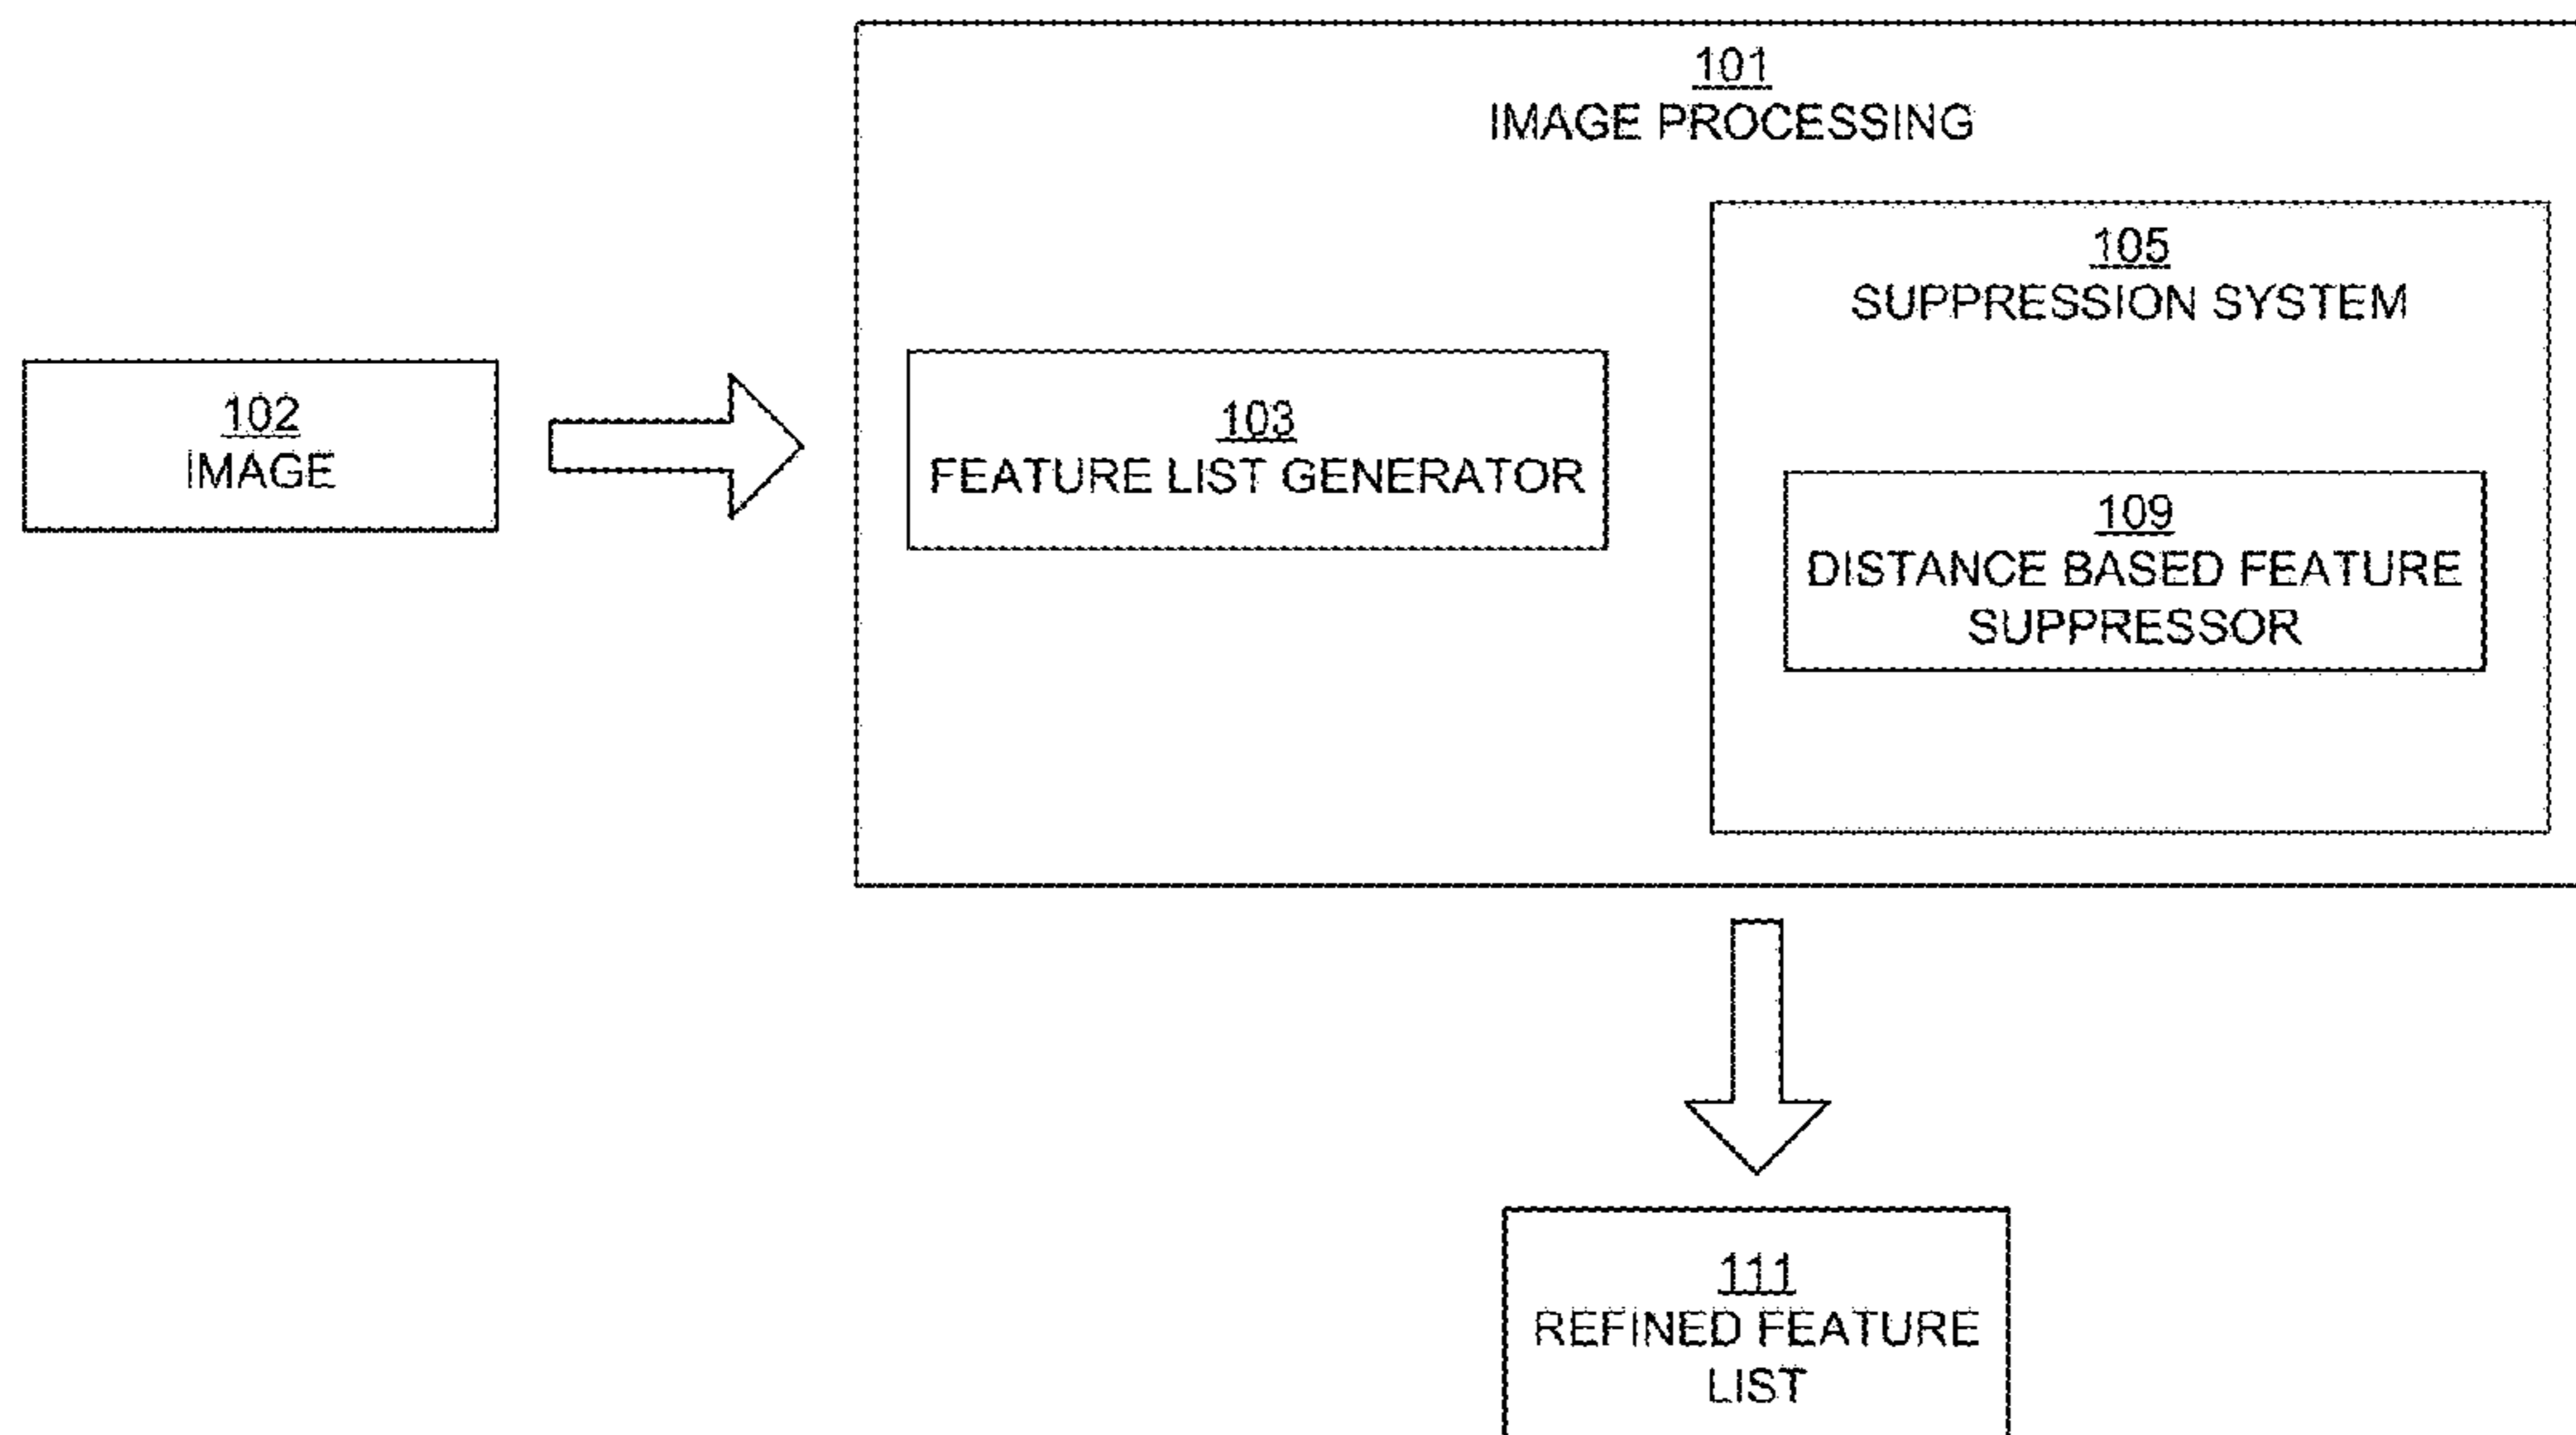 101
IMAGE PROCESSING
105
SUPPRESSION SYSTEM
102
IMAGE
103
FEATURE LIST GENERATOR
109
DISTANCE BASED FEATURE
SUPPRESSOR
111
REFINED FEATURE
LIST